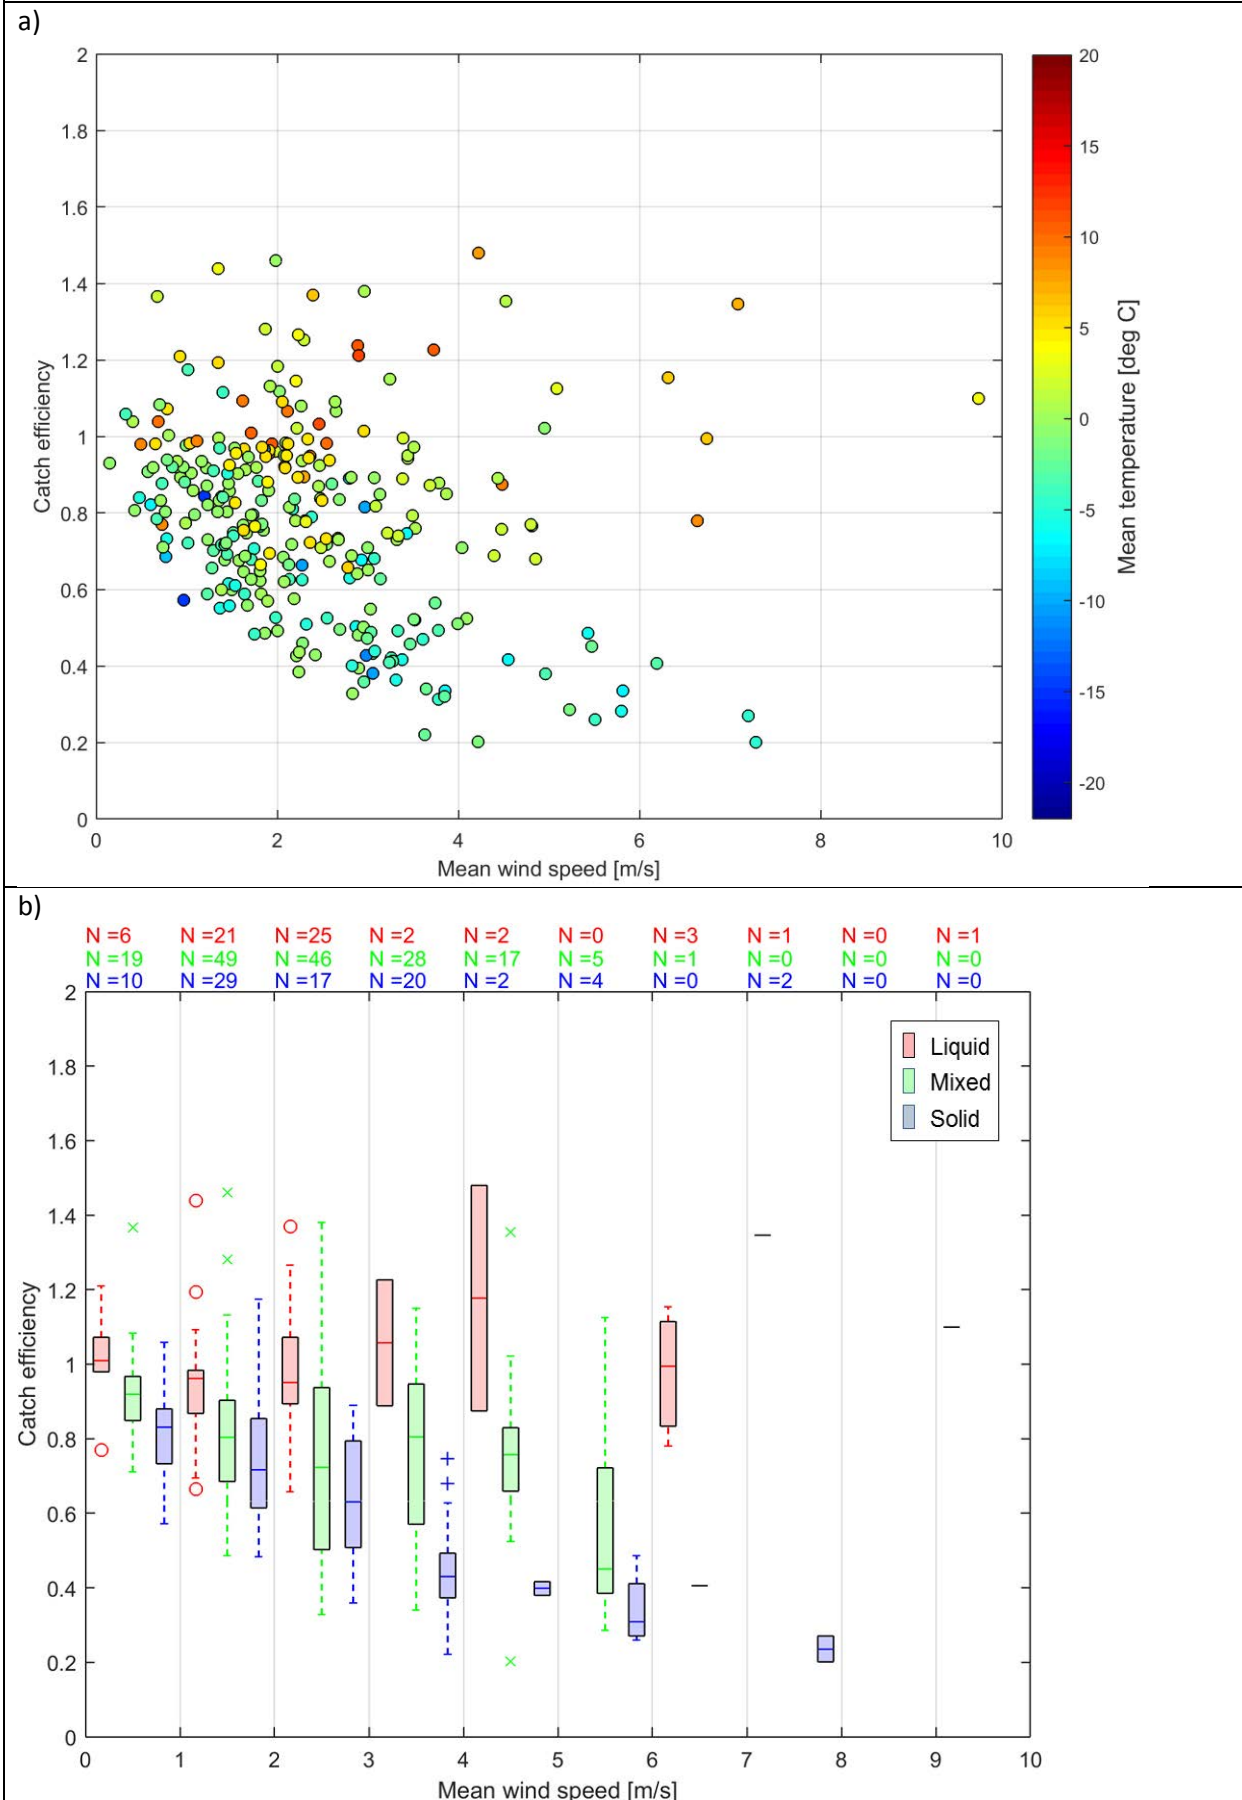 a)
2
1.8
1.6
1.4
1.2
1
0.8
0.6
0.4
0.2
0
Catch efficiency
0 2 4 6 8 10
Mean wind speed [m/s]
20
15
10
5
0
-5
-10
-15
-20
Mean temperature [deg C]
b)
N =6 N =21 N =25 N =2 N =2 N =0 N =3 N =1 N =0 N =1
N =19 N =49 N =46 N =28 N =17 N =5 N =1 N =0 N =0 N =0
N =10 N =29 N =17 N =20 N =2 N =4 N =0 N =2 N =0 N =0
2
1.8
1.6
1.4
1.2
1
0.8
0.6
0.4
0.2
0
Catch efficiency
Liquid
Mixed
Solid
0 1 2 3 4 5 6 7 8 9 10
Mean wind speed [m/s]